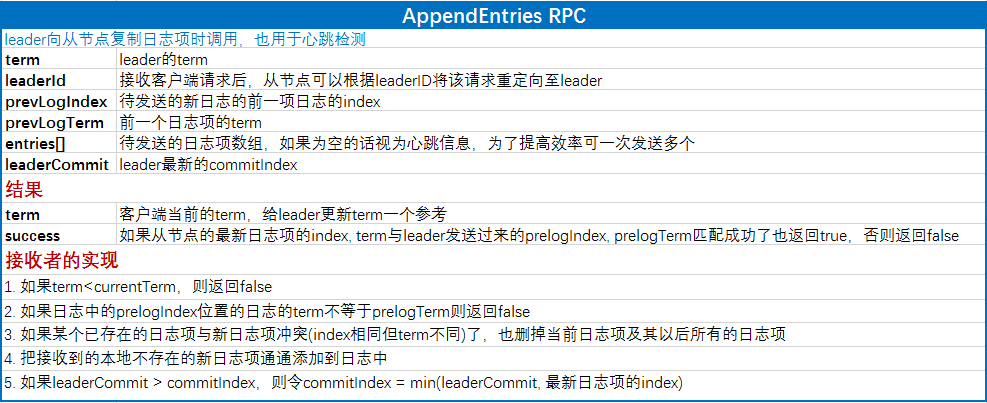 AppendEntries RPC
leader向从节点复制日志项时调用，也用于心跳检测
term leader的term
leaderId 接收客户端请求后，从节点可以根据leaderID将该请求重定向至leader
prevLogIndex 待发送的新日志的前一项日志的index
prevLogTerm 前一个日志项的term
entries[] 待发送的日志项数组，如果为空的话视为心跳信息，为了提高效率可一次发送多个
leaderCommit leader最新的commitIndex
结果
term 客户端当前的term，给leader更新term一个参考
success 如果从节点的最新日志项的index, term与leader发送过来的prelogIndex, prelogTerm匹配成功了也返回true，否则返回false
接收者的实现
1. 如果term<currentTerm，则返回false
2. 如果日志中的prelogIndex位置的日志的term不等于prelogTerm则返回false
3. 如果某个已存在的日志项与新日志项冲突(index相同但term不同)了，也删掉当前日志项及其以后所有的日志项
4. 把接收到的本地不存在的新日志项通通添加到日志中
5. 如果leaderCommit > commitIndex，则令commitIndex = min(leaderCommit, 最新日志项的index)